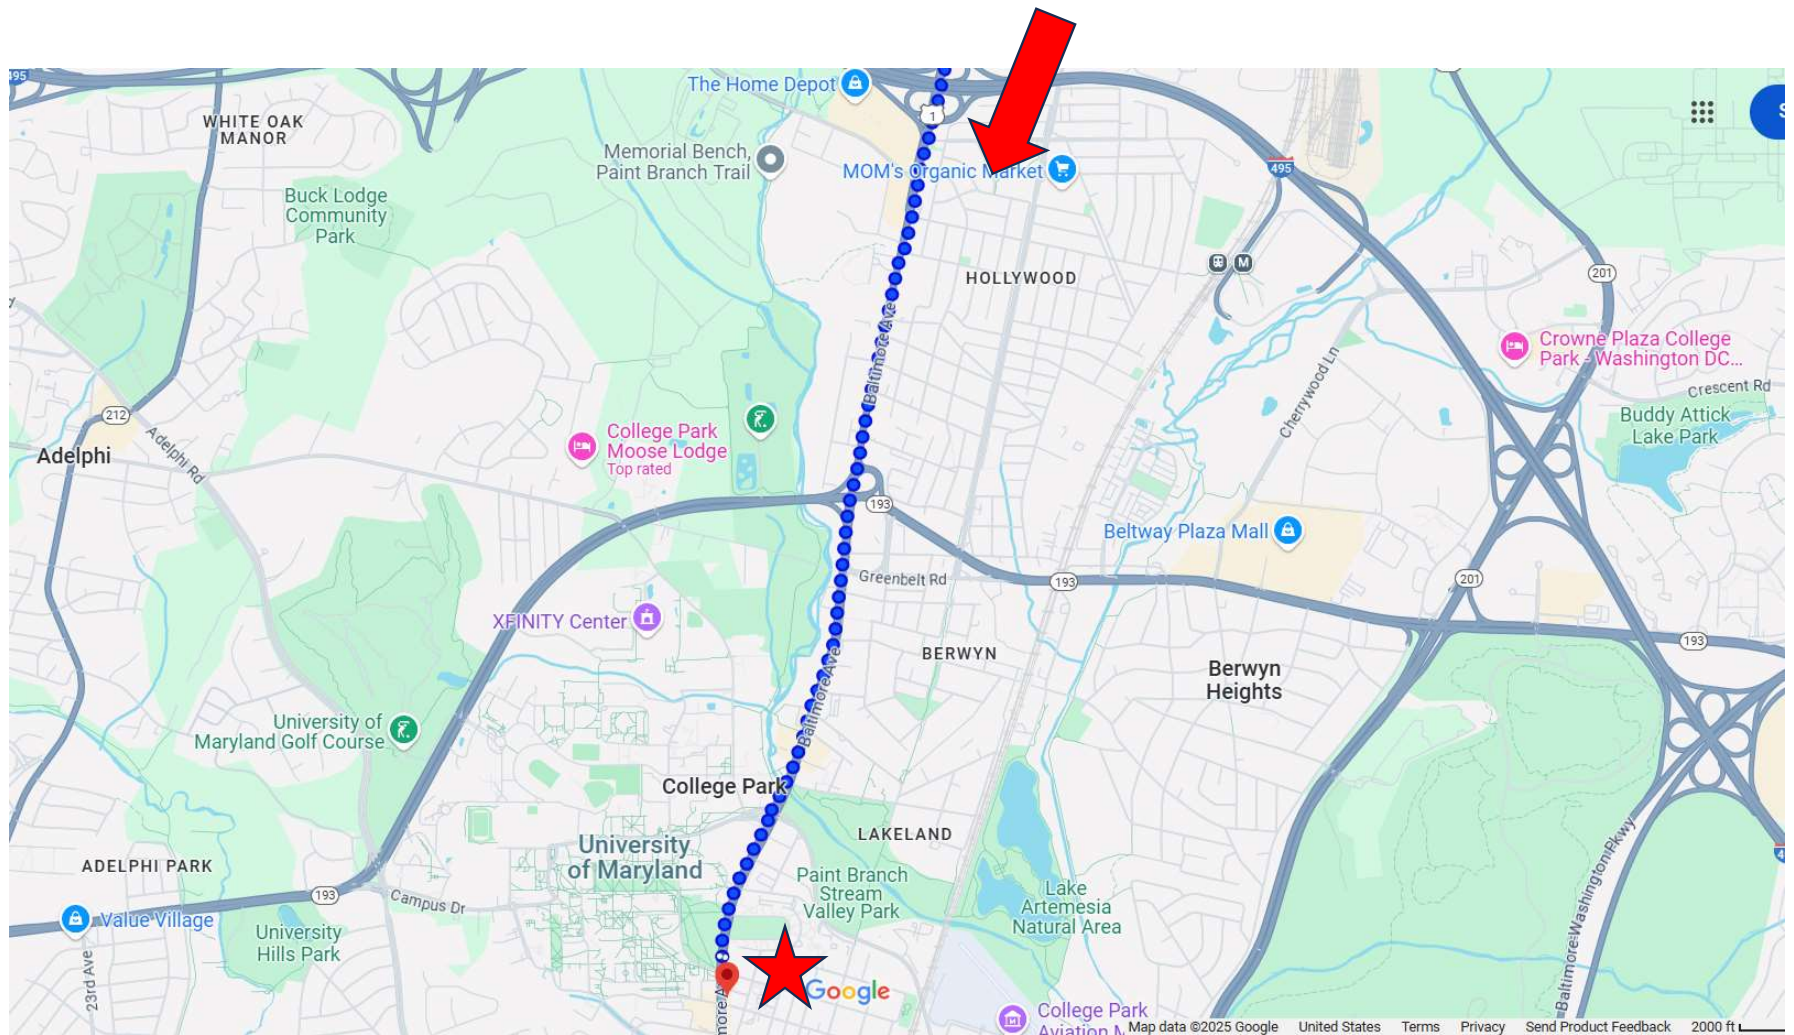 495
The Home Depot
1
WHITE OAK
MANOR
Memorial Bench,
Paint Branch Trail
MOM's Organic Market
495
S
Buck Lodge
Community
Park
HOLLYWOOD
M
201
Baltimore Ave
Crowne Plaza College
Park - Washington DC...
Crescent Rd
Cherrywood Ln
Buddy Attick
Lake Park
212
Adelphi
Adelphi Rd
College Park
Moose Lodge
Top rated
193
Beltway Plaza Mall
Greenbelt Rd
193
201
XFINITY Center
193
BERWYN
Berwyn
Heights
Baltimore Ave
University of
Maryland Golf Course
College Park
LAKELAND
University
of Maryland
ADELPHI PARK
Paint Branch
Stream
Valley Park
Lake
Artemesia
Natural Area
Baltimore-Washington Pkwy
193
Campus Dr
Value Village
University
Hills Park
23rd Ave
more A
Google
College Park
Aviation M
Map data ©2025 Google United States Terms Privacy Send Product Feedback 2000 ft